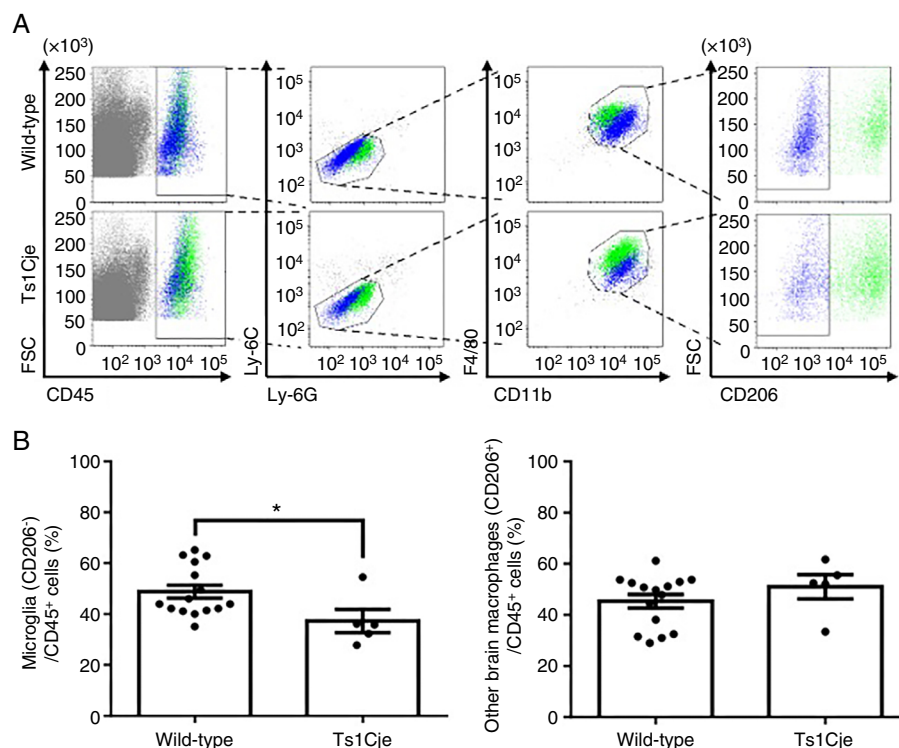 A
(×10³)
250
200
150
100
50
0
Wild-type
10⁵
10⁴
10³
10²
10⁵
10⁴
10³
10²
(×10³)
250
200
150
100
50
0
Ts1Cje
250
200
150
100
50
0
10² 10³ 10⁴ 10⁵
10⁵
10⁴
10³
10²
10² 10³ 10⁴ 10⁵
10⁵
10⁴
10³
10²
10² 10³ 10⁴ 10⁵
250
200
150
100
50
0
10² 10³ 10⁴ 10⁵
FSC
CD45
Ly-6C
Ly-6G
F4/80
CD11b
FSC
CD206
B
Microglia (CD206⁻)
/CD45⁺ cells (%)
100
80
60
40
20
0
*
Wild-type Ts1Cje
Other brain macrophages (CD206⁺)
/CD45⁺ cells (%)
100
80
60
40
20
0
Wild-type Ts1Cje